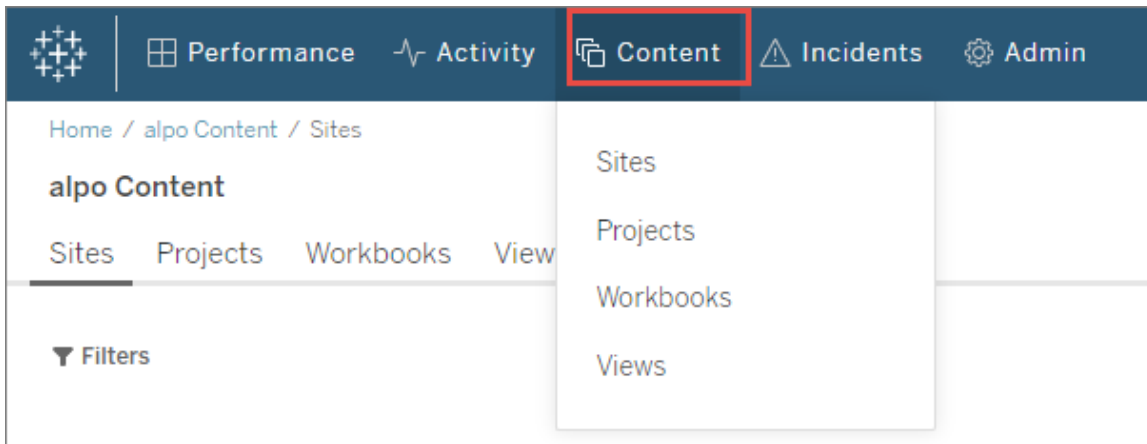 Performance Activity Content Incidents Admin
Home / alpo Content / Sites
alpo Content
Sites Projects Workbooks View
Filters
Sites
Projects
Workbooks
Views